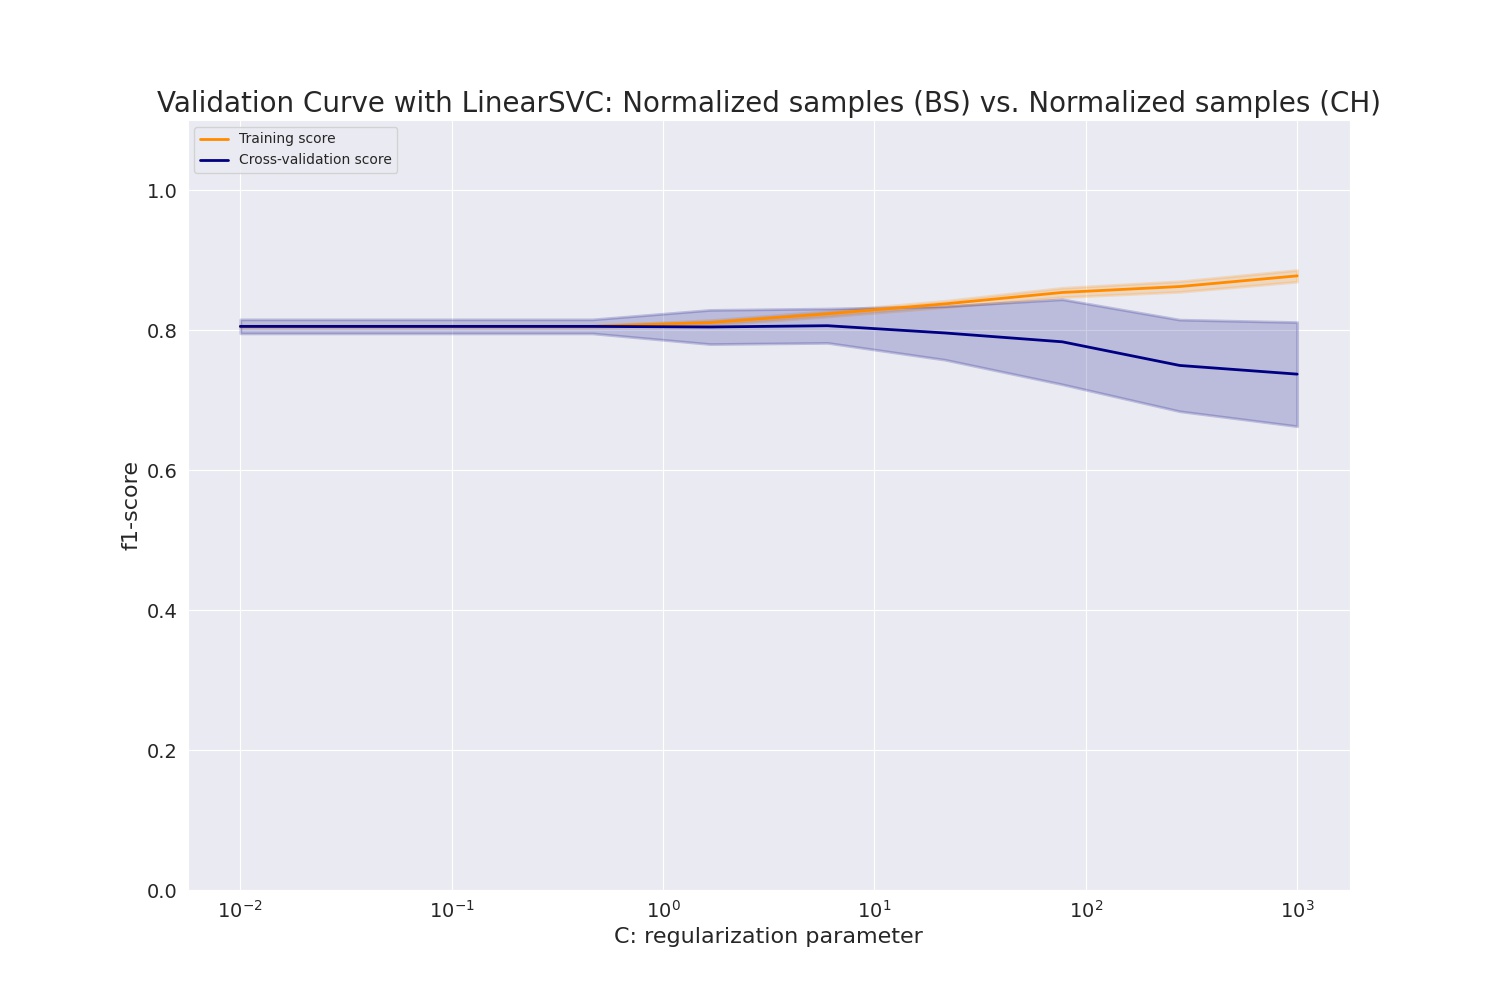 Validation Curve with LinearSVC: Normalized samples (BS) vs. Normalized samples (CH)
Training score
Cross-validation score
1.0
0.8
0.6
0.4
0.2
0.0
f1-score
10⁻² 10⁻¹ 10⁰ 10¹ 10² 10³
C: regularization parameter